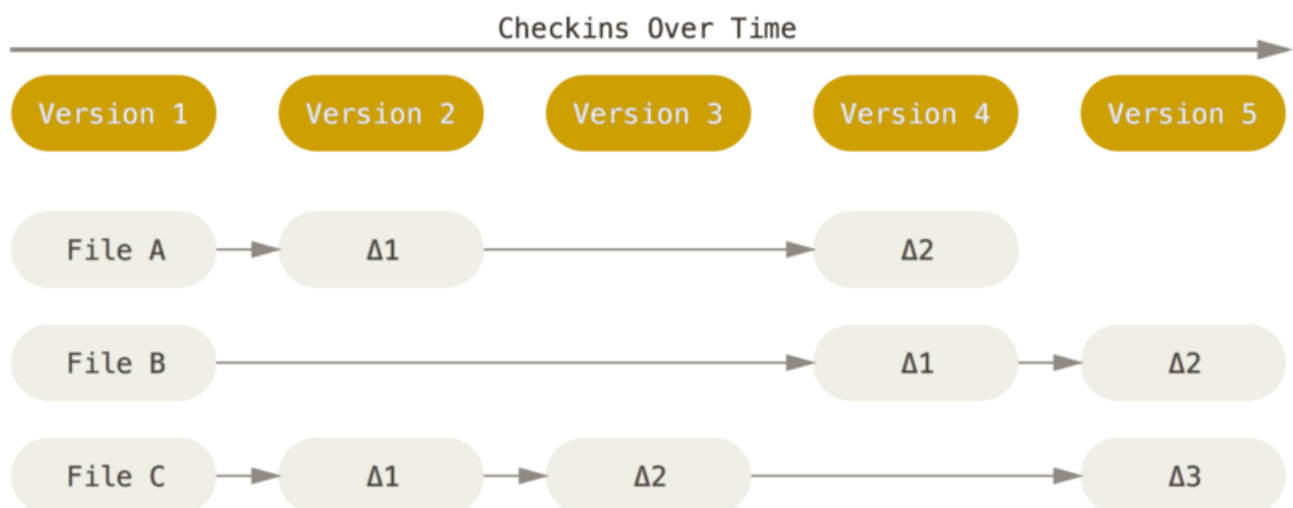 Checkins Over Time
Version 1 Version 2 Version 3 Version 4 Version 5
File A Δ1 Δ2
File B Δ1 Δ2
File C Δ1 Δ2 Δ3